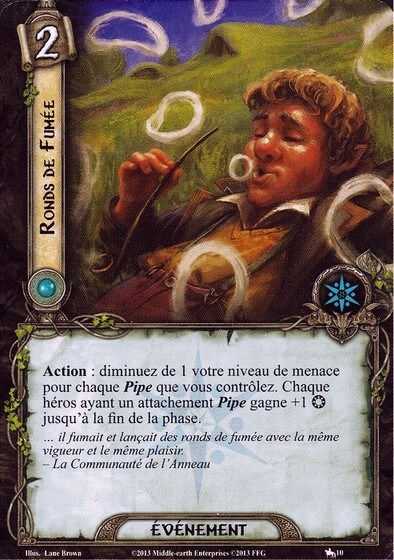 2
RONDS DE FUMÉE
Action : diminuez de 1 votre niveau de menace
pour chaque Pipe que vous contrôlez. Chaque
héros ayant un attachement Pipe gagne +1
jusqu'à la fin de la phase.
... il fumait et lançait des ronds de fumée avec la même
vigueur et le même plaisir.
– La Communauté de l'Anneau
ÉVÉNEMENT
Illus. Lane Brown
©2013 Middle-earth Enterprises ©2013 FFG
10